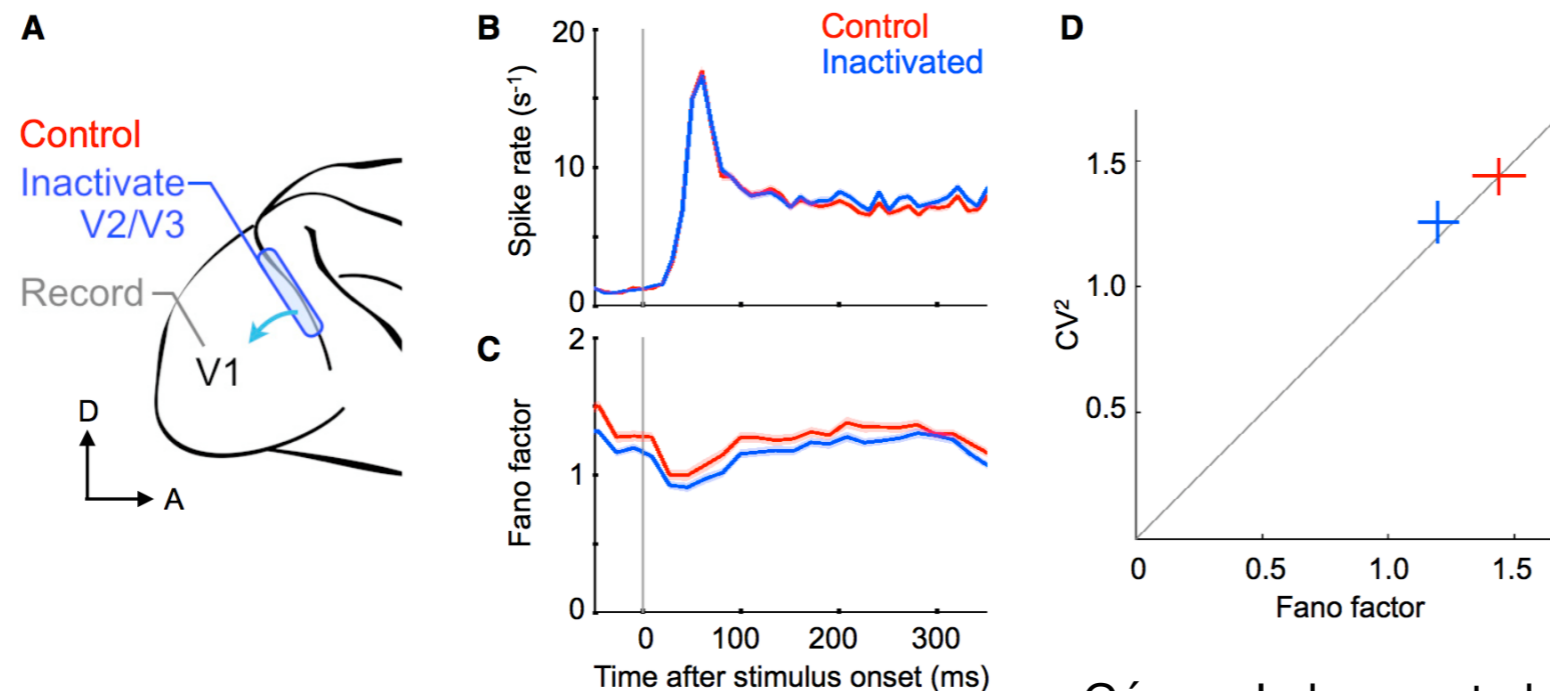 A
Control
Inactivate
V2/V3
Record
V1
D
A
B
Control
Inactivated
20
10
0
Spike rate (s-1)
C
2
1
0
Fano factor
0 100 200 300
Time after stimulus onset (ms)
D
1.5
1.0
0.5
CV²
0 0.5 1.0 1.5
Fano factor